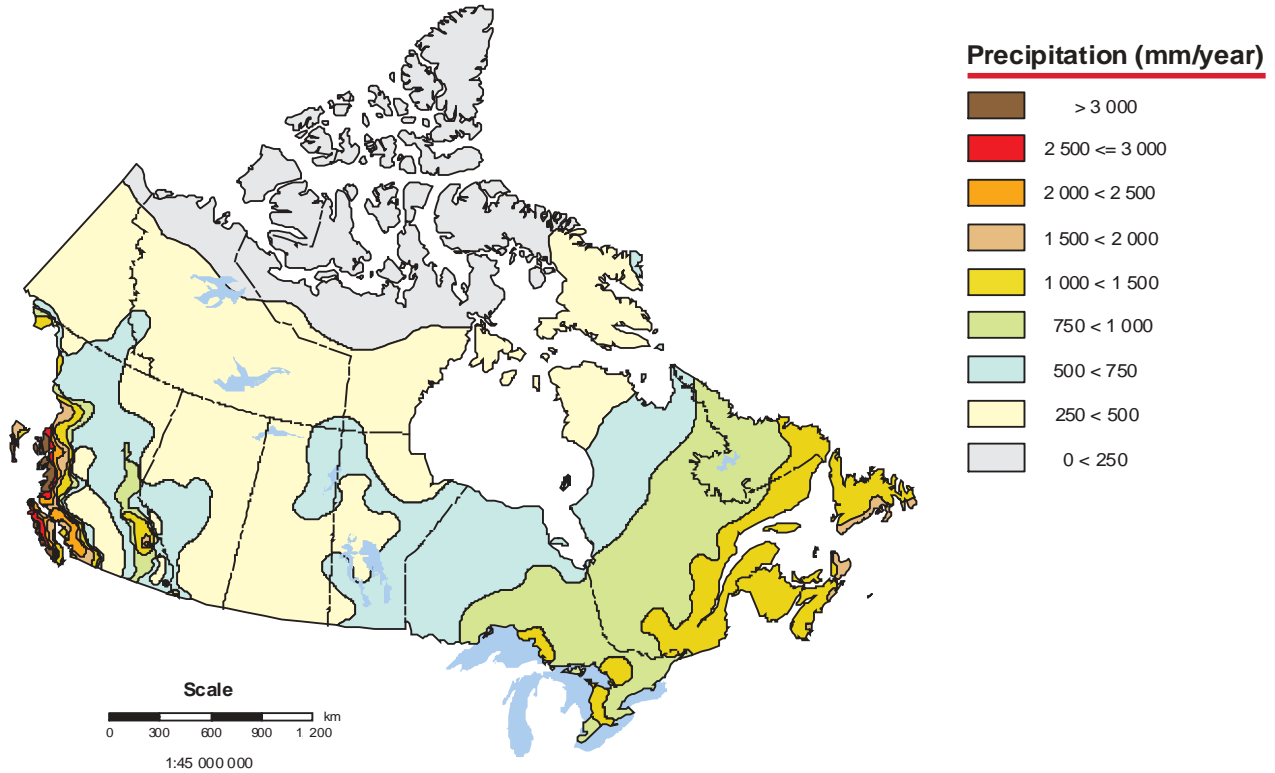 Precipitation (mm/year)
> 3 000
2 500 <= 3 000
2 000 < 2 500
1 500 < 2 000
1 000 < 1 500
750 < 1 000
500 < 750
250 < 500
0 < 250
Scale
km
0 300 600 900 1 200
1:45 000 000